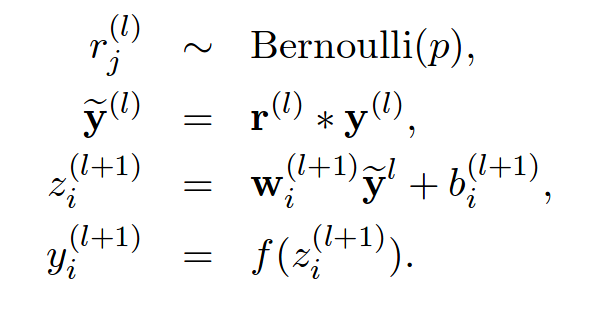 r_j^{(l)} ∼ Bernoulli(p),
ỹ^{(l)} = r^{(l)} ∗ y^{(l)},
z_i^{(l+1)} = w_i^{(l+1)} ỹ^l + b_i^{(l+1)},
y_i^{(l+1)} = f(z_i^{(l+1)}).